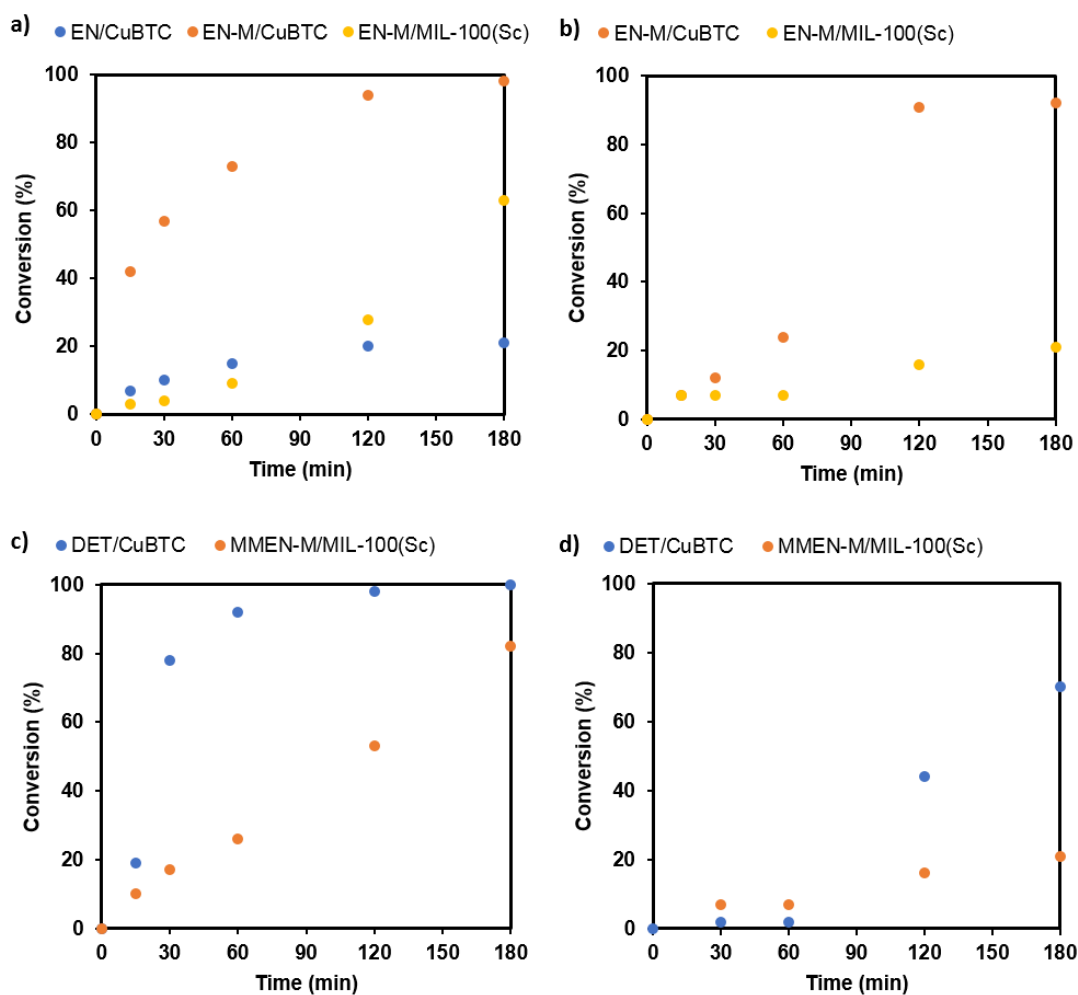 a) EN/CuBTC EN-M/CuBTC EN-M/MIL-100(Sc)
100
80
60
40
20
0
Conversion (%)
0 30 60 90 120 150 180
Time (min)
b) EN-M/CuBTC EN-M/MIL-100(Sc)
100
80
60
40
20
0
Conversion (%)
0 30 60 90 120 150 180
Time (min)
c) DET/CuBTC MMEN-M/MIL-100(Sc)
100
80
60
40
20
0
Conversion (%)
0 30 60 90 120 150 180
Time (min)
d) DET/CuBTC MMEN-M/MIL-100(Sc)
100
80
60
40
20
0
Conversion (%)
0 30 60 90 120 150 180
Time (min)